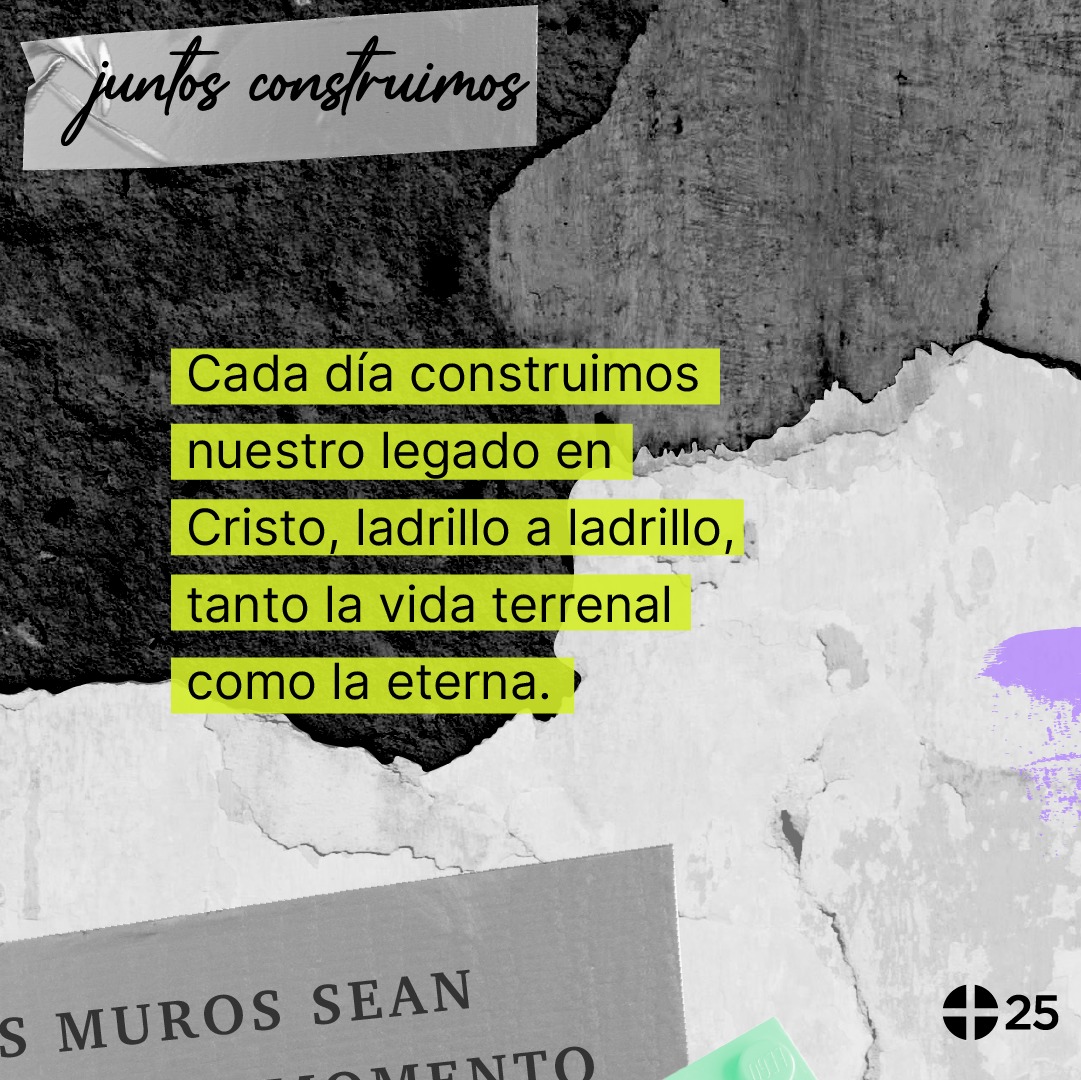 juntos construimos
Cada día construimos
nuestro legado en
Cristo, ladrillo a ladrillo,
tanto la vida terrenal
como la eterna.
S MUROS SEAN
MOMENTO
25